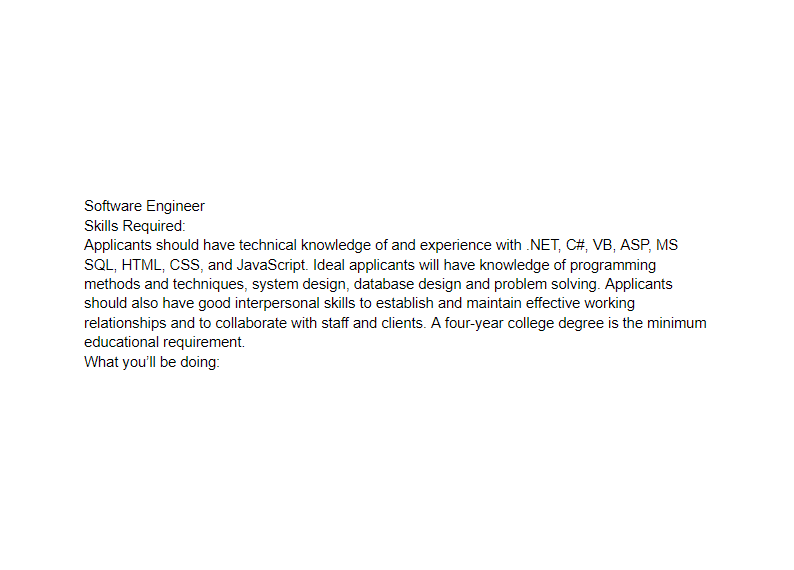 Software Engineer
Skills Required:
Applicants should have technical knowledge of and experience with .NET, C#, VB, ASP, MS
SQL, HTML, CSS, and JavaScript. Ideal applicants will have knowledge of programming
methods and techniques, system design, database design and problem solving. Applicants
should also have good interpersonal skills to establish and maintain effective working
relationships and to collaborate with staff and clients. A four-year college degree is the minimum
educational requirement.
What you’ll be doing: